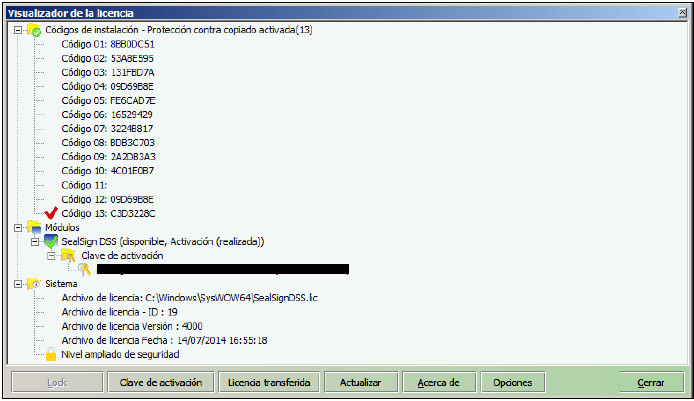 Visualizador de la licencia
Códigos de instalación - Protección contra copiado activada(13)
Código 01: 8BB0DC51
Código 02: 53A8E595
Código 03: 131FBD7A
Código 04: 09D69B8E
Código 05: FE6CAD7E
Código 06: 16529429
Código 07: 3224B817
Código 08: BDB3C703
Código 09: 2A2DB3A3
Código 10: 4C01E0B7
Código 11:
Código 12: 09D69B8E
Código 13: C3D3228C
Módulos
SealSign DSS (disponible, Activación (realizada))
Clave de activación
Sistema
Archivo de licencia: C:\Windows\SysWOW64\SealSignDSS.lic
Archivo de licencia - ID : 19
Archivo de licencia Versión : 4000
Archivo de licencia Fecha : 14/07/2014 16:55:18
Nivel ampliado de seguridad
Lock Clave de activación Licencia transferida Actualizar Acerca de Opciones Cerrar